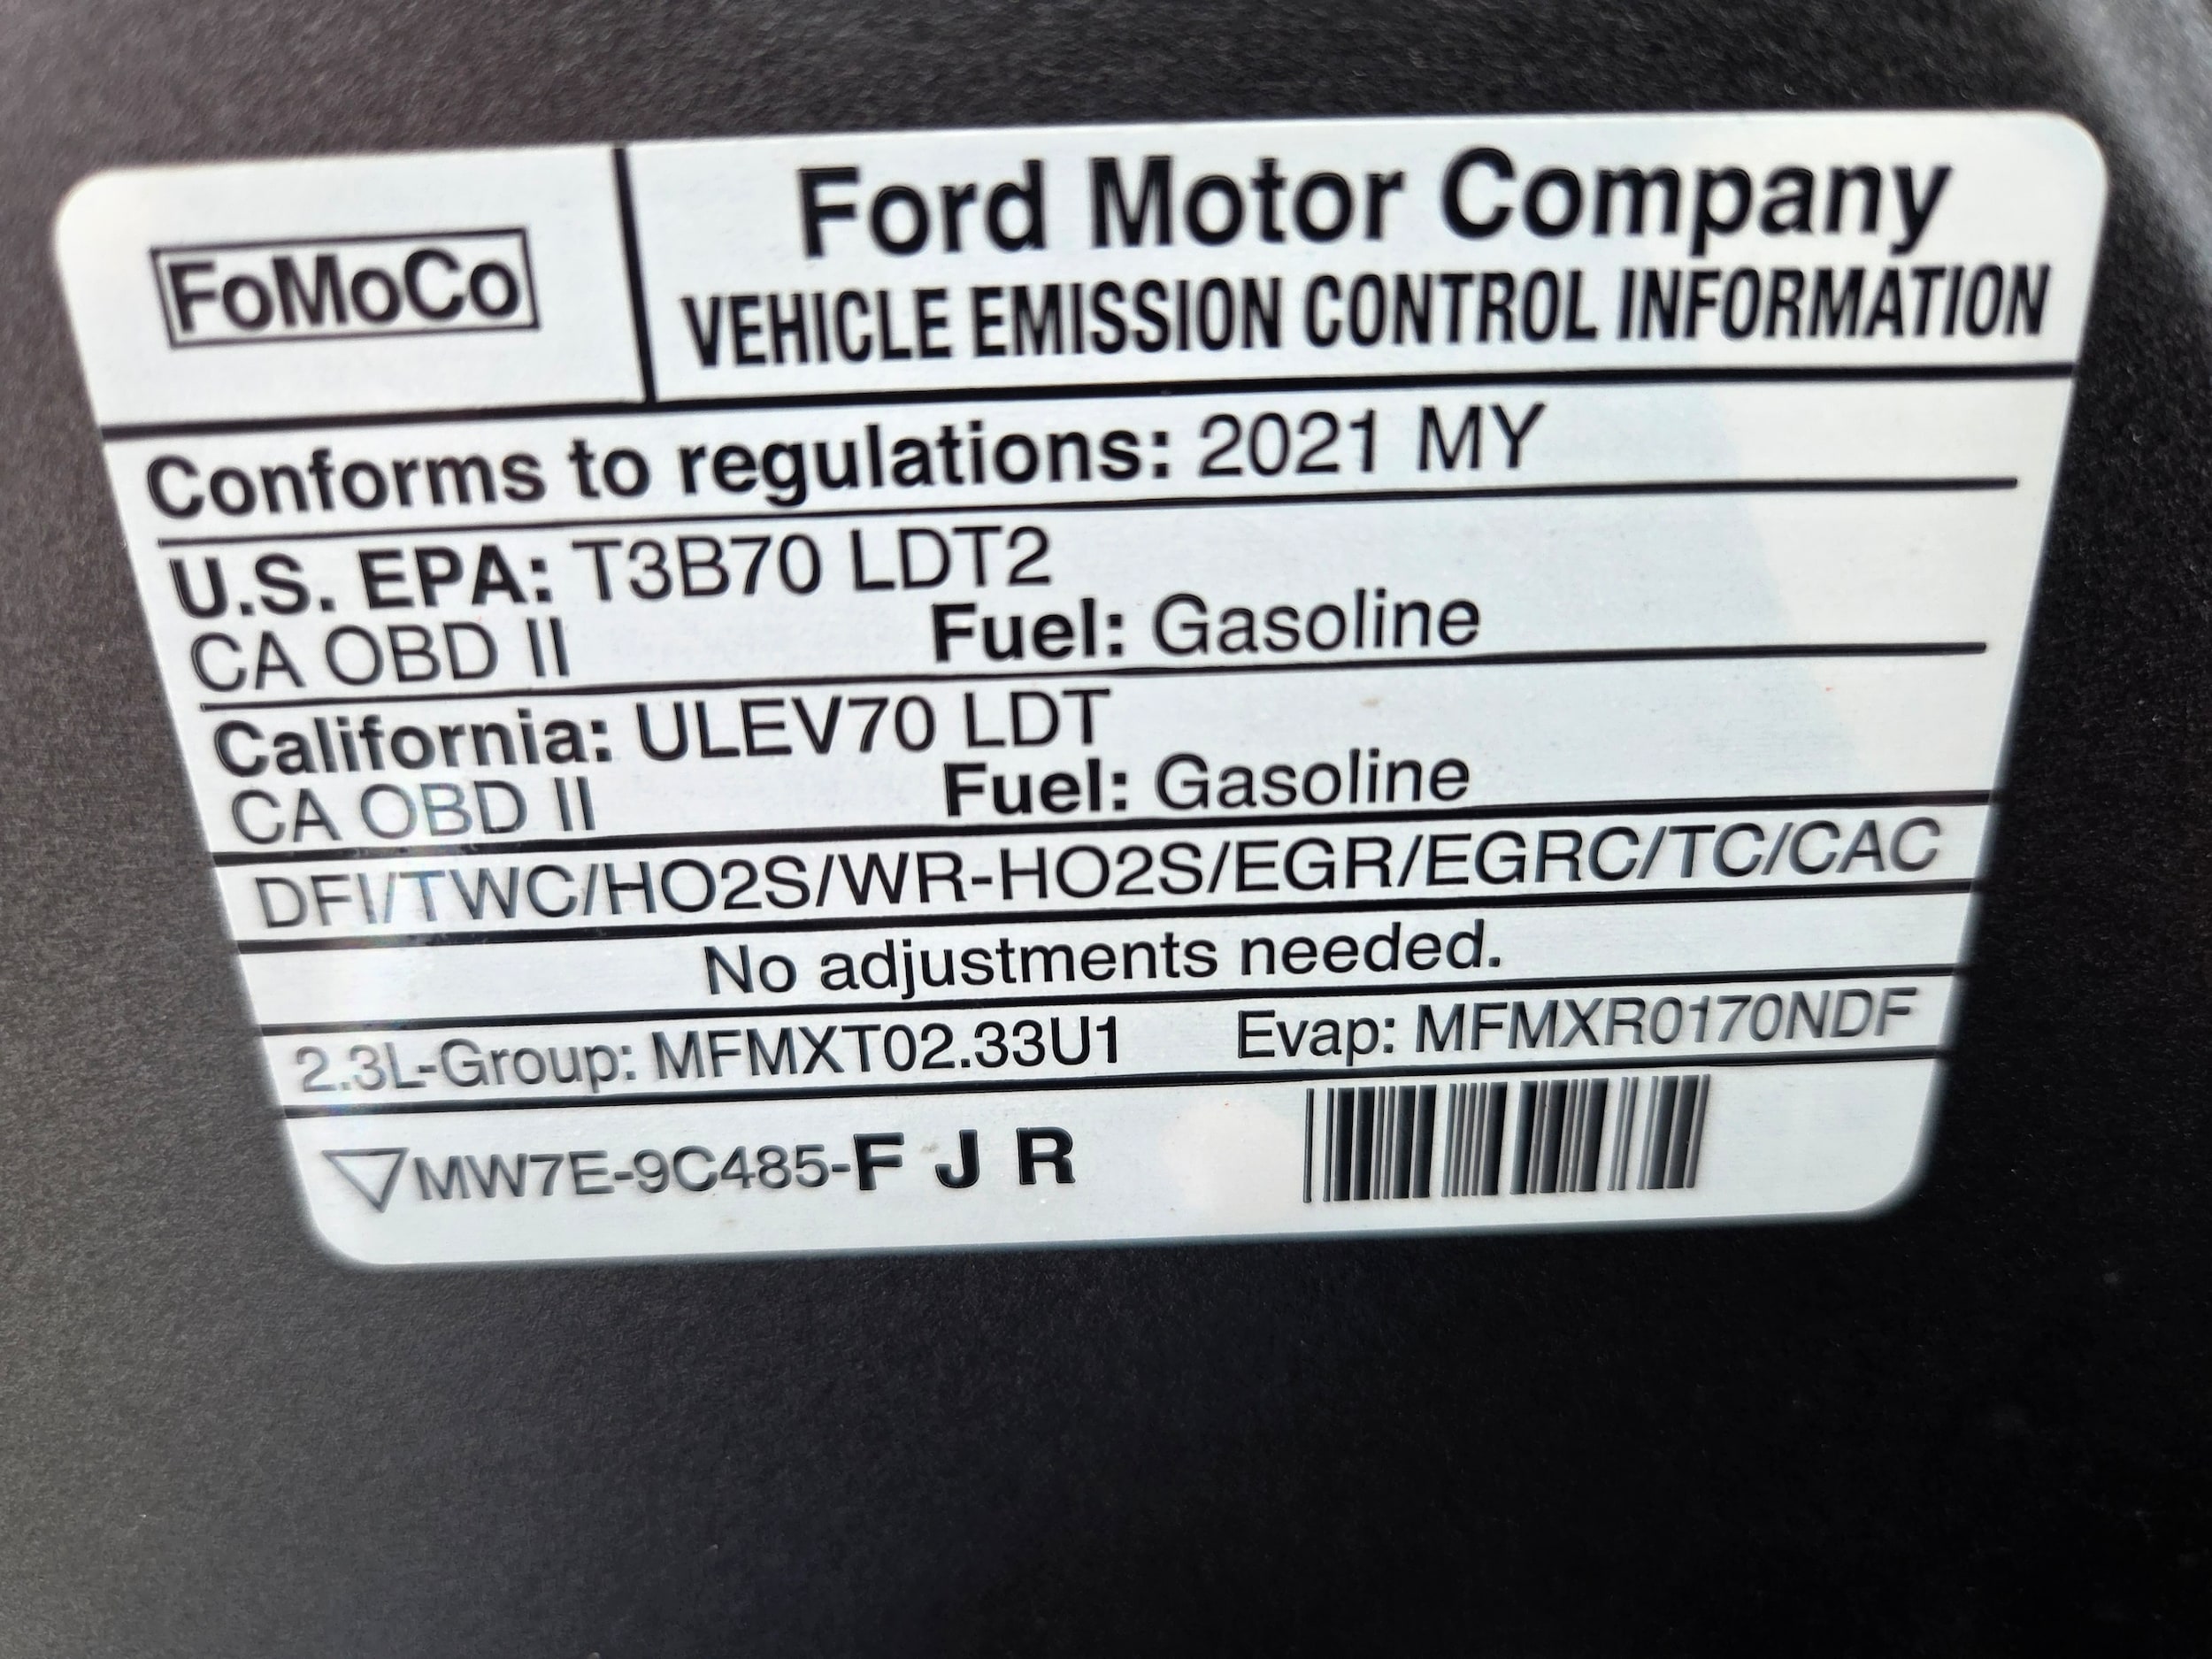 FoMoCo
Ford Motor Company
VEHICLE EMISSION CONTROL INFORMATION
Conforms to regulations: 2021 MY
U.S. EPA: T3B70 LDT2
CA OBD II Fuel: Gasoline
California: ULEV70 LDT
CA OBD II Fuel: Gasoline
DFI/TWC/HO2S/WR-HO2S/EGR/EGRC/TC/CAC
No adjustments needed.
2.3L-Group: MFMXT02.33U1 Evap: MFMXR0170NDF
MW7E-9C485-F J R